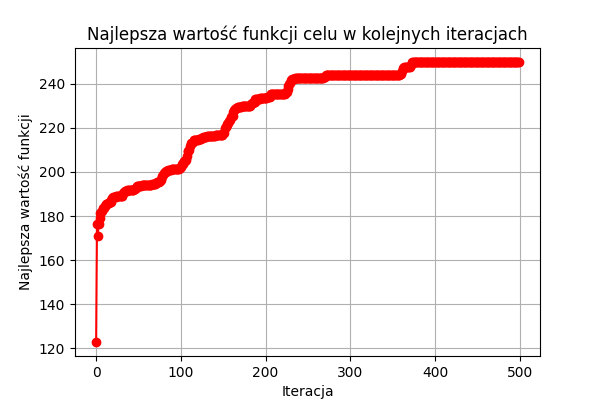 Najlepsza wartość funkcji celu w kolejnych iteracjach
Najlepsza wartość funkcji
240
220
200
180
160
140
120
0 100 200 300 400 500
Iteracja